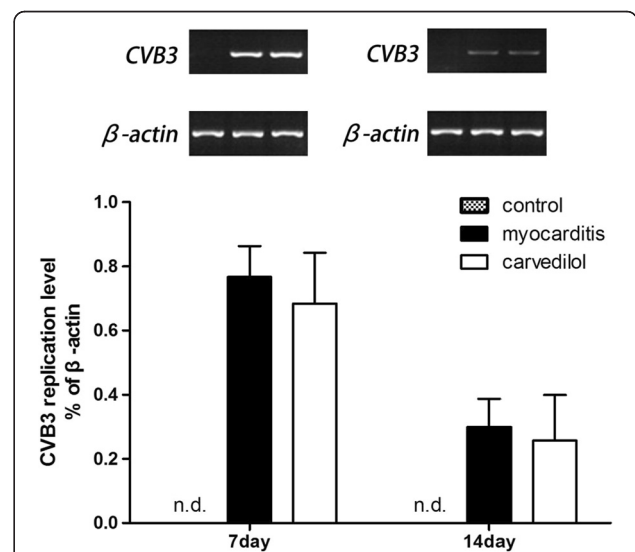 CVB3 CVB3
β-actin β-actin
1.0
0.8
0.6
0.4
0.2
0.0
CVB3 replication level
% of β -actin
control
myocarditis
carvedilol
n.d. n.d.
7day 14day